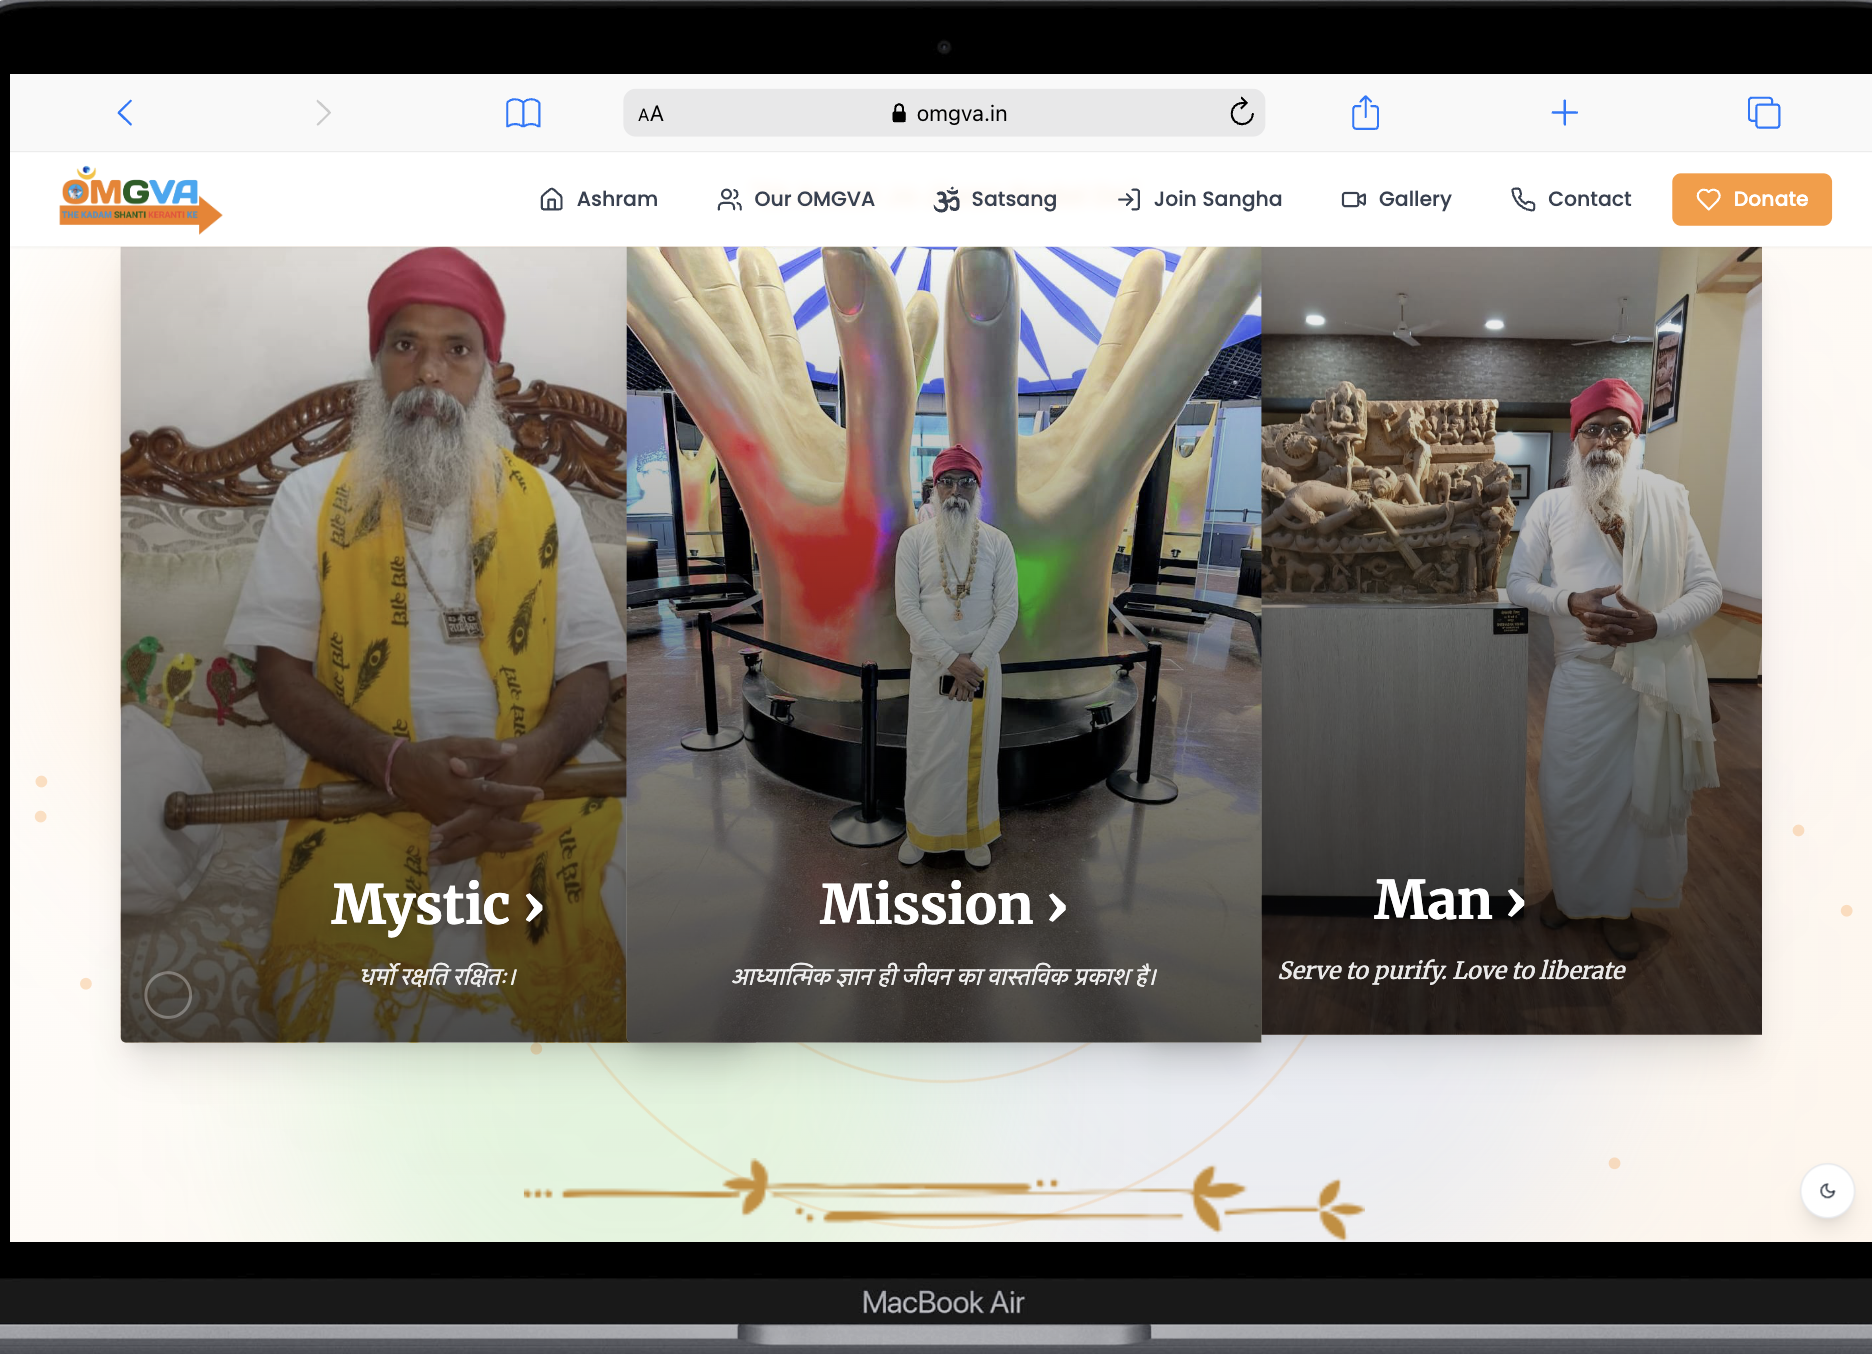 AA omgva.in
OMGVA
THE KADAM SHANTI KERANTI KE
Ashram Our OMGVA ॐ Satsang Join Sangha Gallery Contact Donate
Mystic ›
धर्मो रक्षति रक्षितः।
Mission ›
आध्यात्मिक ज्ञान ही जीवन का वास्तविक प्रकाश है।
Man ›
Serve to purify. Love to liberate
MacBook Air